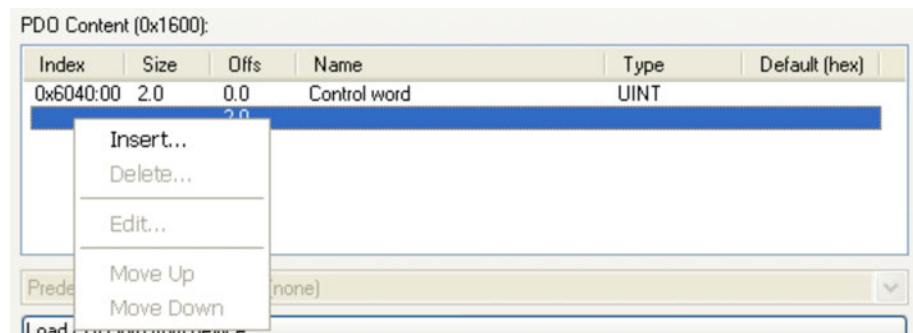 PDO Content (0x1600):
Index Size Offs Name Type Default (hex)
0x6040:00 2.0 0.0 Control word UINT
2.0
Insert...
Delete...
Edit...
Move Up
Prede (none)
Move Down
Load